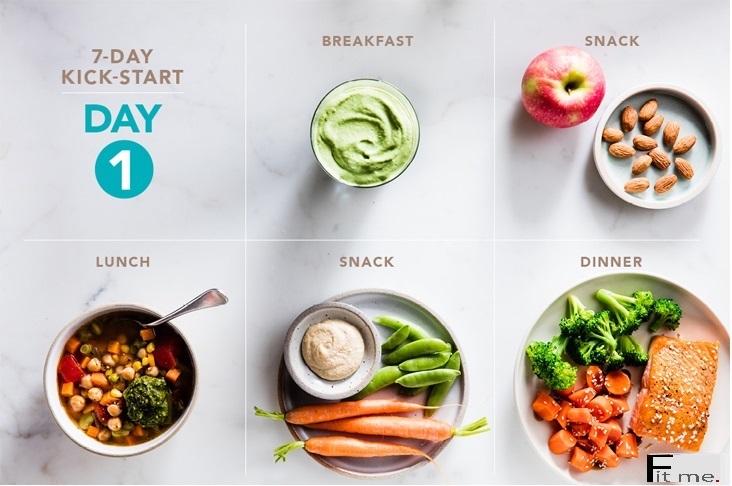 7-DAY
KICK-START
DAY
1
BREAKFAST
SNACK
LUNCH
SNACK
DINNER
Fit me.